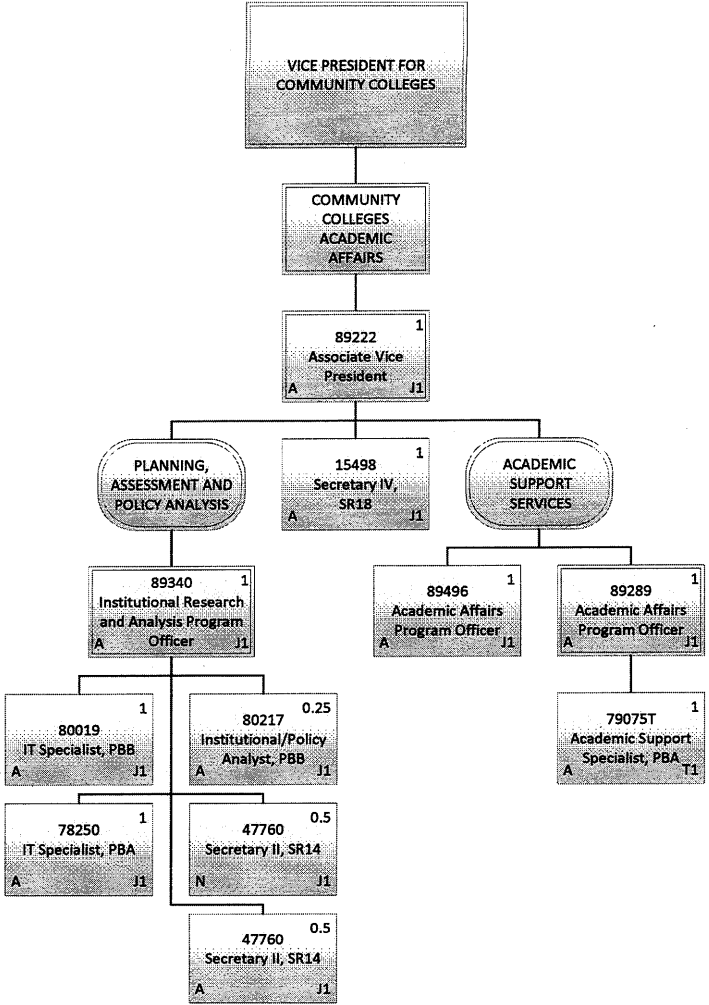 VICE PRESIDENT FOR
COMMUNITY COLLEGES
COMMUNITY
COLLEGES
ACADEMIC
AFFAIRS
1
89222
Associate Vice
President
A J1
PLANNING,
ASSESSMENT AND
POLICY ANALYSIS
1
15498
Secretary IV,
SR18
A J1
ACADEMIC
SUPPORT
SERVICES
89340 1
Institutional Research
and Analysis Program
Officer
A J1
1
89496
Academic Affairs
Program Officer
A J1
1
89289
Academic Affairs
Program Officer
A J1
1
80019
IT Specialist, PBB
A J1
0.25
80217
Institutional/Policy
Analyst, PBB
A J1
1
79075T
Academic Support
Specialist, PBA
A T1
1
78250
IT Specialist, PBA
A J1
0.5
47760
Secretary II, SR14
N J1
0.5
47760
Secretary II, SR14
A J1